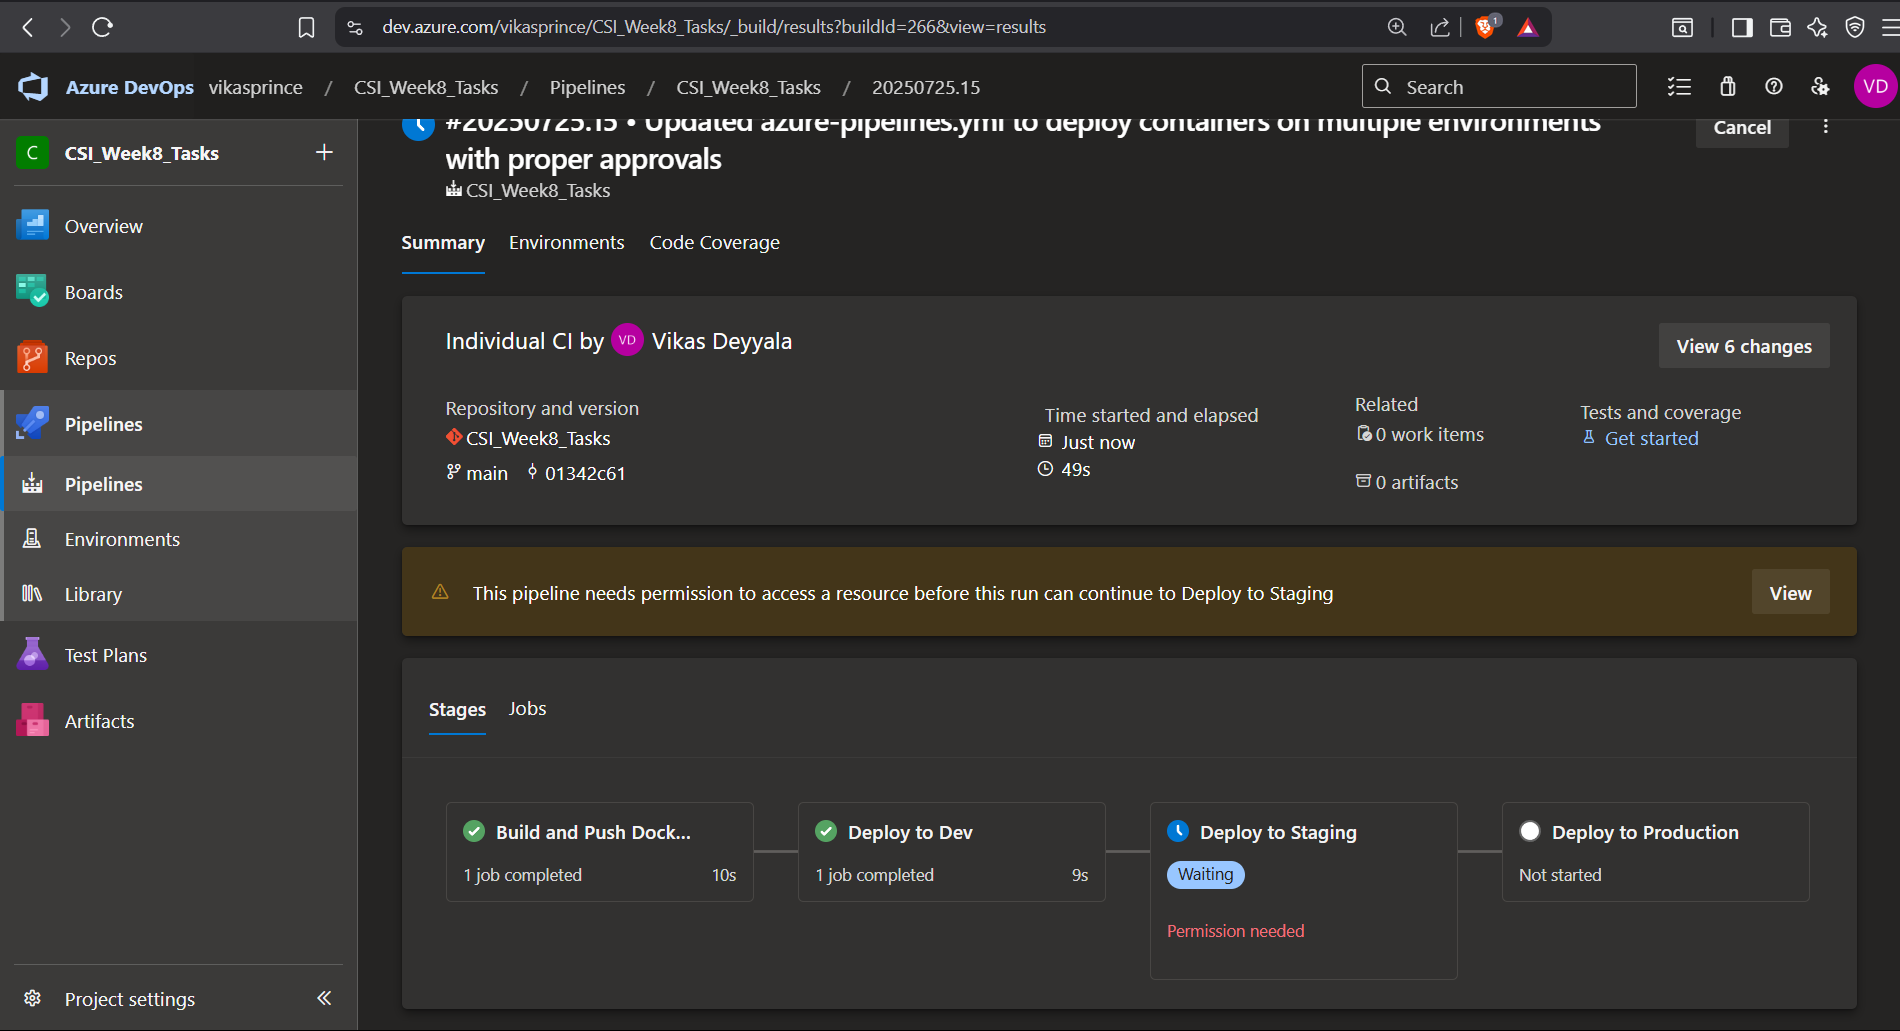 dev.azure.com/vikasprince/CSI_Week8_Tasks/_build/results?buildId=266&view=results
1
Azure DevOps vikasprince / CSI_Week8_Tasks / Pipelines / CSI_Week8_Tasks / 20250725.15
Search
VD
C CSI_Week8_Tasks
Overview
Boards
Repos
Pipelines
Pipelines
Environments
Library
Test Plans
Artifacts
Project settings
#20250725.15 • Updated azure-pipelines.yml to deploy containers on multiple environments
with proper approvals
CSI_Week8_Tasks
Cancel
Summary Environments Code Coverage
Individual CI by VD Vikas Deyyala
View 6 changes
Repository and version
CSI_Week8_Tasks
main 01342c61
Time started and elapsed
Just now
49s
Related
0 work items
0 artifacts
Tests and coverage
Get started
This pipeline needs permission to access a resource before this run can continue to Deploy to Staging
View
Stages Jobs
Build and Push Dock...
1 job completed 10s
Deploy to Dev
1 job completed 9s
Deploy to Staging
Waiting
Permission needed
Deploy to Production
Not started